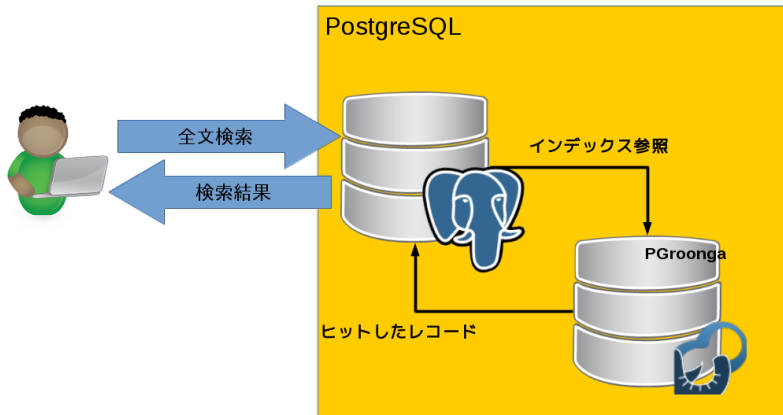 PostgreSQL
全文検索
インデックス参照
検索結果
PGroonga
ヒットしたレコード